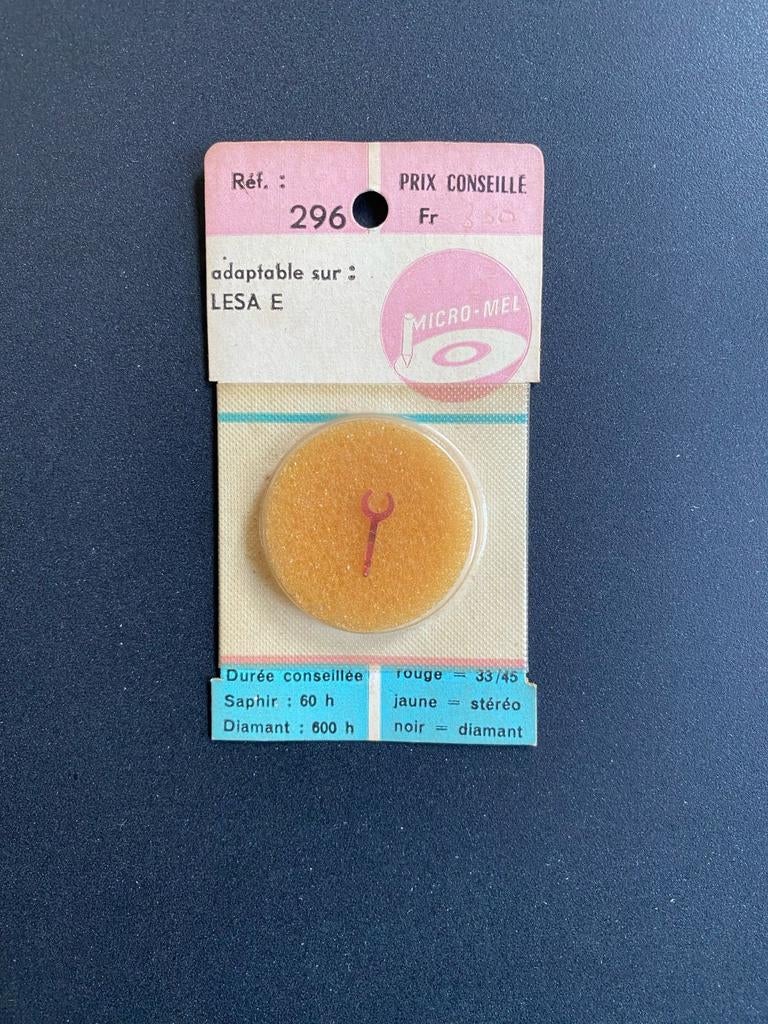 Réf. :
296
PRIX CONSEILLÉ
Fr
adaptable sur :
LESA E
MICRO-MEL
Durée conseillée
Saphir : 60 h
Diamant : 600 h
rouge = 33/45
jaune = stéréo
noir = diamant